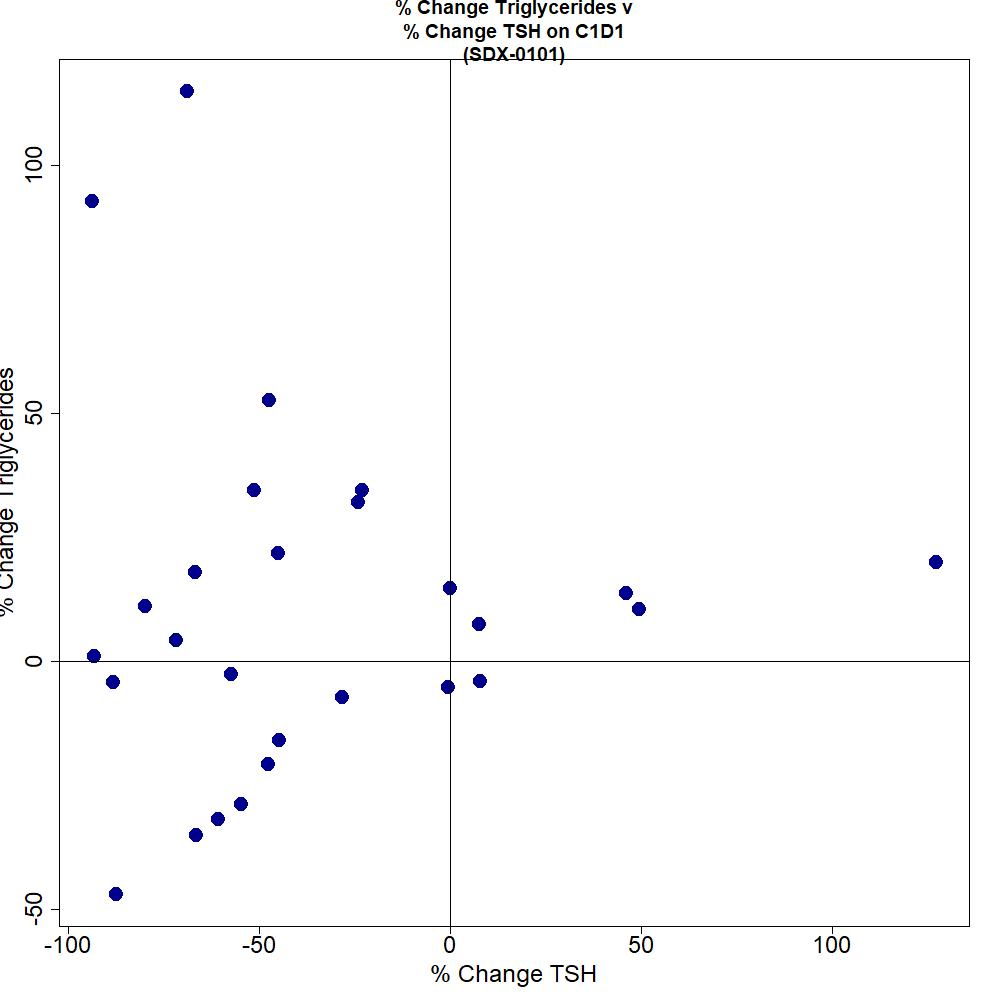 % Change Triglycerides v
% Change TSH on C1D1
(SDX-0101)
% Change Triglycerides
100
50
0
-50
-100
-50
0
50
100
% Change TSH